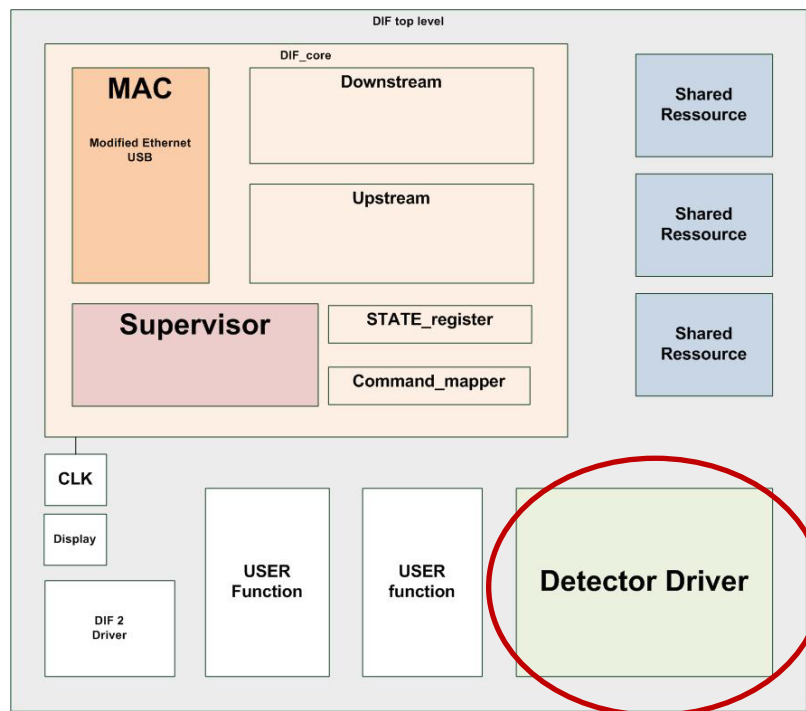 DIF top level
DIF_core
MAC
Modified Ethernet
USB
Downstream
Upstream
Supervisor
STATE_register
Command_mapper
Shared
Ressource
Shared
Ressource
Shared
Ressource
CLK
Display
DIF 2
Driver
USER
Function
USER
function
Detector Driver